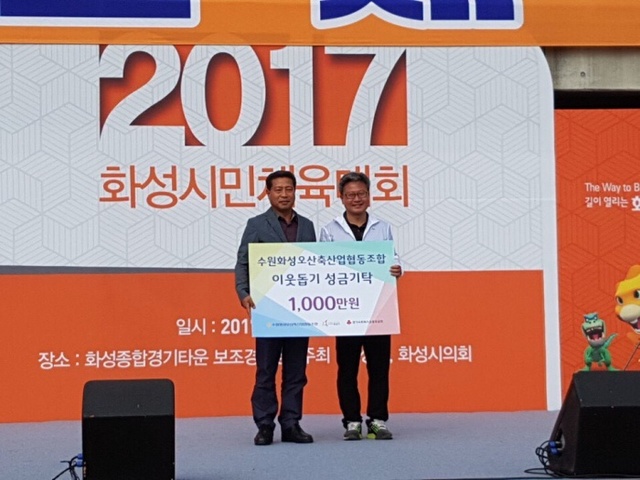 2017
화성시민체육대회
The Way to B
길이 열리는 화
수원화성오산축산업협동조합
이웃돕기 성금기탁
1,000만원
일시 : 201
장소 : 화성종합경기타운 보조경 주최 화성시의회